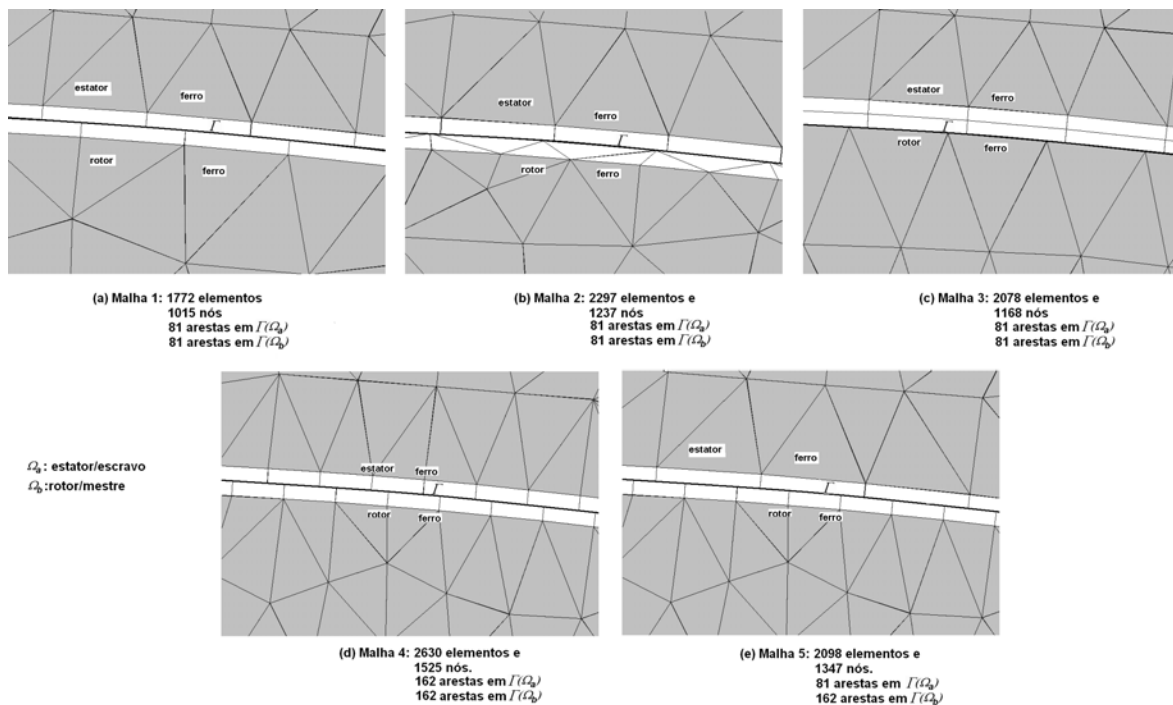 estator
ferro
Γ
rotor
ferro
estator
ferro
Γ
rotor
ferro
estator
ferro
Γ
rotor
ferro
(a) Malha 1: 1772 elementos
1015 nós
81 arestas em Γ(Ωa)
81 arestas em Γ(Ωb)
(b) Malha 2: 2297 elementos e
1237 nós
81 arestas em Γ(Ωa)
81 arestas em Γ(Ωb)
(c) Malha 3: 2078 elementos e
1168 nós
81 arestas em Γ(Ωa)
81 arestas em Γ(Ωb)
Ωa : estator/escravo
Ωb :rotor/mestre
estator
ferro
Γ
rotor
ferro
estator
ferro
Γ
rotor
ferro
(d) Malha 4: 2630 elementos e
1525 nós.
162 arestas em Γ(Ωa)
162 arestas em Γ(Ωb)
(e) Malha 5: 2098 elementos e
1347 nós.
81 arestas em Γ(Ωa)
162 arestas em Γ(Ωb)